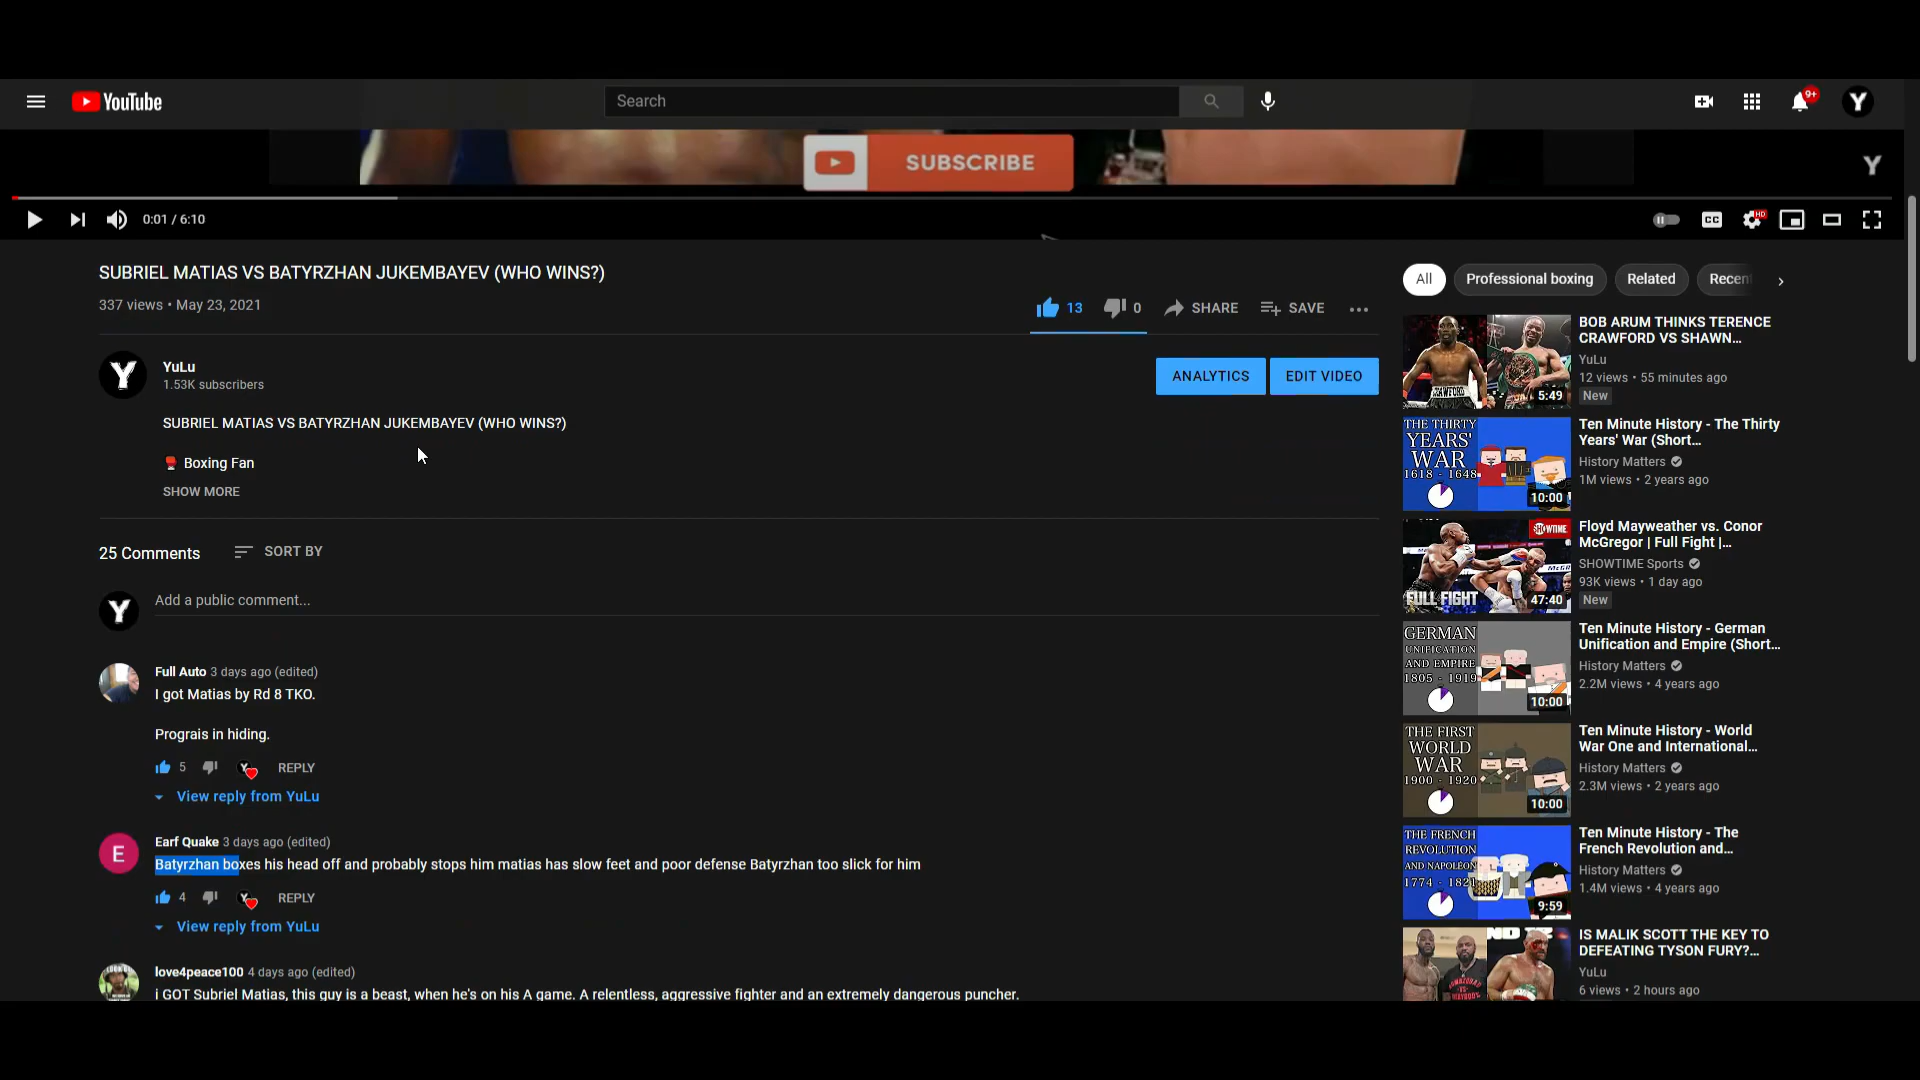 YouTube
Search
9+
Y
SUBSCRIBE
Y
0:01 / 6:10
CC
HD
SUBRIEL MATIAS VS BATYRZHAN JUKEMBAYEV (WHO WINS?)
337 views • May 23, 2021
13
0
SHARE
SAVE
Y
YuLu
1.53K subscribers
ANALYTICS
EDIT VIDEO
SUBRIEL MATIAS VS BATYRZHAN JUKEMBAYEV (WHO WINS?)
Boxing Fan
SHOW MORE
25 Comments
SORT BY
Y
Add a public comment...
Full Auto 3 days ago (edited)
I got Matias by Rd 8 TKO.
Prograis in hiding.
5
REPLY
View reply from YuLu
E
Earf Quake 3 days ago (edited)
Batyrzhan boxes his head off and probably stops him matias has slow feet and poor defense Batyrzhan too slick for him
4
REPLY
View reply from YuLu
love4peace100 4 days ago (edited)
i GOT Subriel Matias, this guy is a beast, when he's on his A game. A relentless, aggressive fighter and an extremely dangerous puncher.
All
Professional boxing
Related
Recent
CRAWFORD
5:49
BOB ARUM THINKS TERENCE
CRAWFORD VS SHAWN...
YuLu
12 views • 55 minutes ago
New
THE THIRTY
YEARS'
WAR
1618 - 1648
10:00
Ten Minute History - The Thirty
Years' War (Short...
History Matters
1M views • 2 years ago
SHOWTIME
FULL FIGHT
47:40
Floyd Mayweather vs. Conor
McGregor | Full Fight |...
SHOWTIME Sports
93K views • 1 day ago
New
GERMAN
UNIFICATION
AND EMPIRE
1805 - 1919
10:00
Ten Minute History - German
Unification and Empire (Short...
History Matters
2.2M views • 4 years ago
THE FIRST
WORLD
WAR
1900 - 1920
10:00
Ten Minute History - World
War One and International...
History Matters
2.3M views • 2 years ago
THE FRENCH
REVOLUTION
AND NAPOLEON
1774 - 1821
9:59
Ten Minute History - The
French Revolution and...
History Matters
1.4M views • 4 years ago
IS MALIK SCOTT THE KEY TO
DEFEATING TYSON FURY?...
YuLu
6 views • 2 hours ago